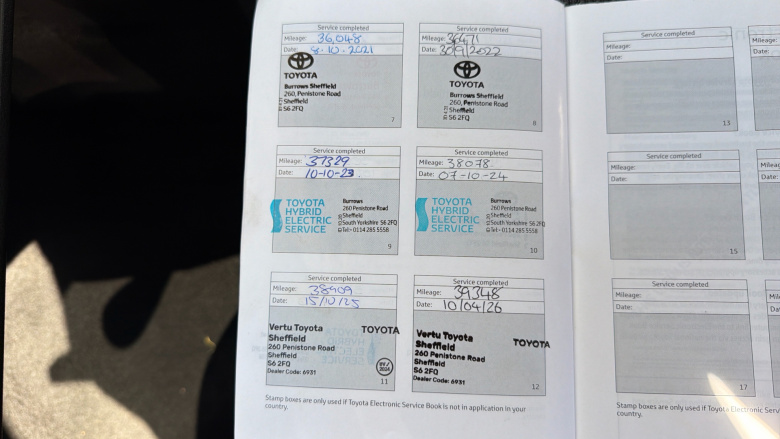 Service completed
Mileage: 36,048
Date: 8-10-2021
TOYOTA
Burrows Sheffield
260, Penistone Road
Sheffield
S6 2FQ
7
Service completed
Mileage: 36471
Date: 30/9/2022
TOYOTA
Burrows Sheffield
260, Penistone Road
Sheffield
S6 2FQ
8
Service completed
Mileage: 37329
Date: 10-10-23
TOYOTA
HYBRID
ELECTRIC
SERVICE
Burrows
260 Penistone Road
Sheffield
South Yorkshire S6 2FQ
Tel:- 0114 285 5558
9
Service completed
Mileage: 38078
Date: 07-10-24
TOYOTA
HYBRID
ELECTRIC
SERVICE
Burrows
260 Penistone Road
Sheffield
South Yorkshire S6 2FQ
Tel:- 0114 285 5558
10
Service completed
Mileage: 38909
Date: 15/10/25
Vertu Toyota
Sheffield
260 Penistone Road
Sheffield
S6 2FQ
Dealer Code: 6931
TOYOTA
11
Service completed
Mileage: 39348
Date: 10/04/26
Vertu Toyota
Sheffield
260 Penistone Road
Sheffield
S6 2FQ
Dealer Code: 6931
TOYOTA
12
Stamp boxes are only used if Toyota Electronic Service Book is not in application in your
country.
Service completed
Mileage:
Date:
13
Mileage:
Date:
Service completed
Mileage:
Date:
15
Mileage:
Date:
Service completed
Mileage:
Date:
17
Stamp boxes are only used if Toyota Electronic Service Book
country.